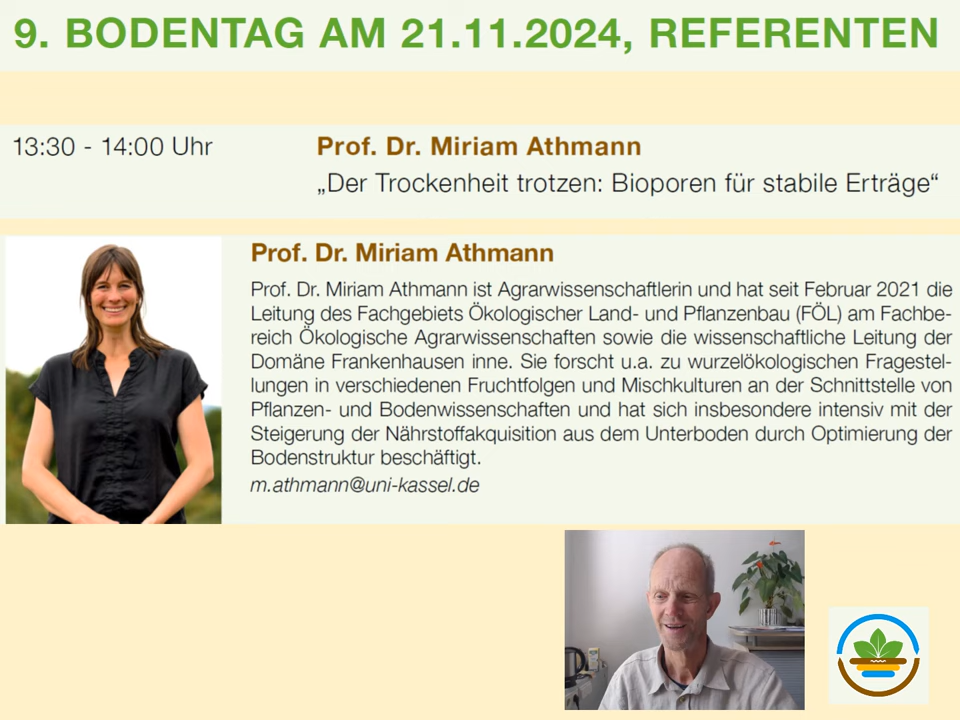 9. BODENTAG AM 21.11.2024, REFERENTEN
13:30 - 14:00 Uhr
Prof. Dr. Miriam Athmann
„Der Trockenheit trotzen: Bioporen für stabile Erträge“
Prof. Dr. Miriam Athmann
Prof. Dr. Miriam Athmann ist Agrarwissenschaftlerin und hat seit Februar 2021 die
Leitung des Fachgebiets Ökologischer Land- und Pflanzenbau (FÖL) am Fachbe-
reich Ökologische Agrarwissenschaften sowie die wissenschaftliche Leitung der
Domäne Frankenhausen inne. Sie forscht u.a. zu wurzelökologischen Fragestel-
lungen in verschiedenen Fruchtfolgen und Mischkulturen an der Schnittstelle von
Pflanzen- und Bodenwissenschaften und hat sich insbesondere intensiv mit der
Steigerung der Nährstoffakquisition aus dem Unterboden durch Optimierung der
Bodenstruktur beschäftigt.
m.athmann@uni-kassel.de